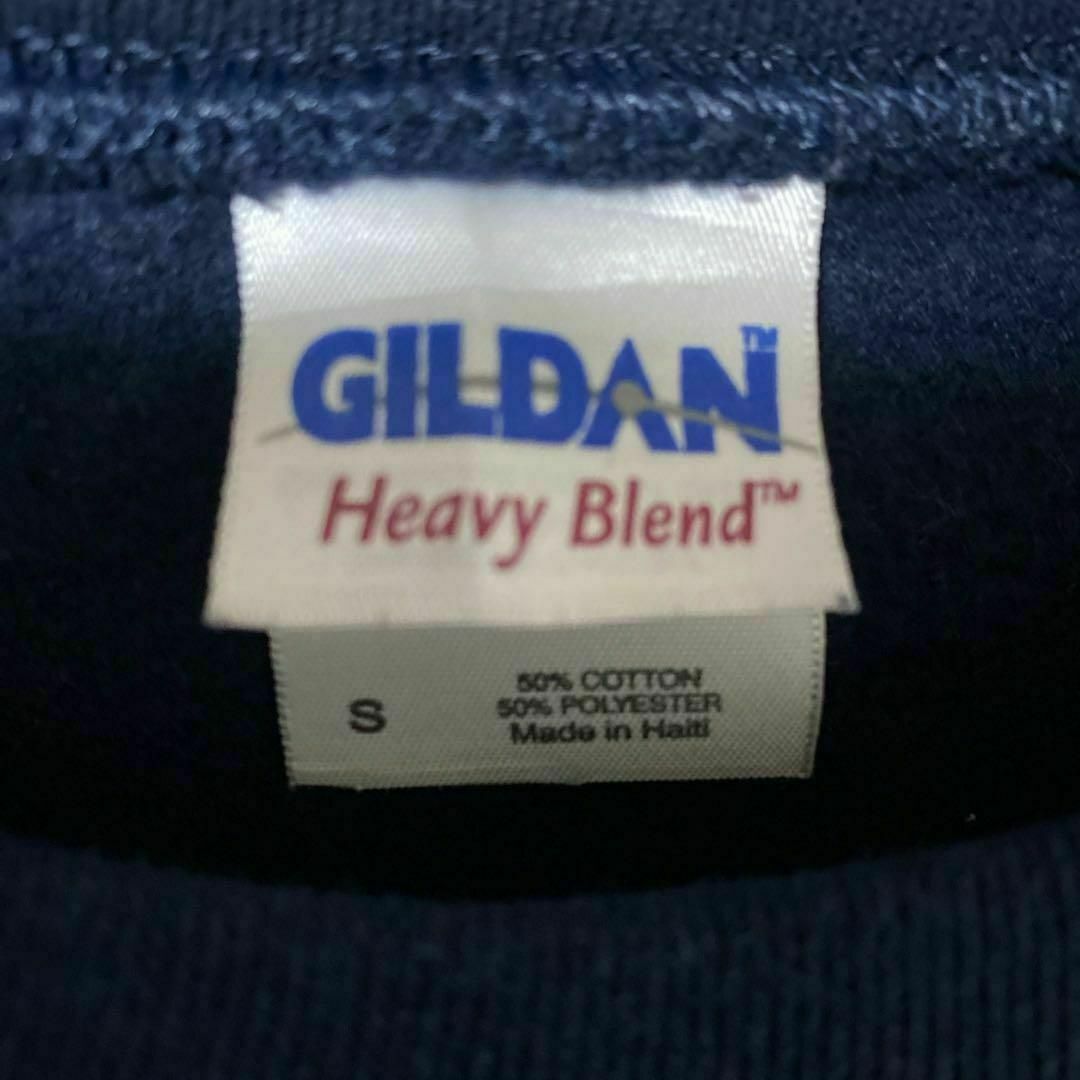 GILDAN™
Heavy Blend™
S
50% COTTON
50% POLYESTER
Made in Haiti